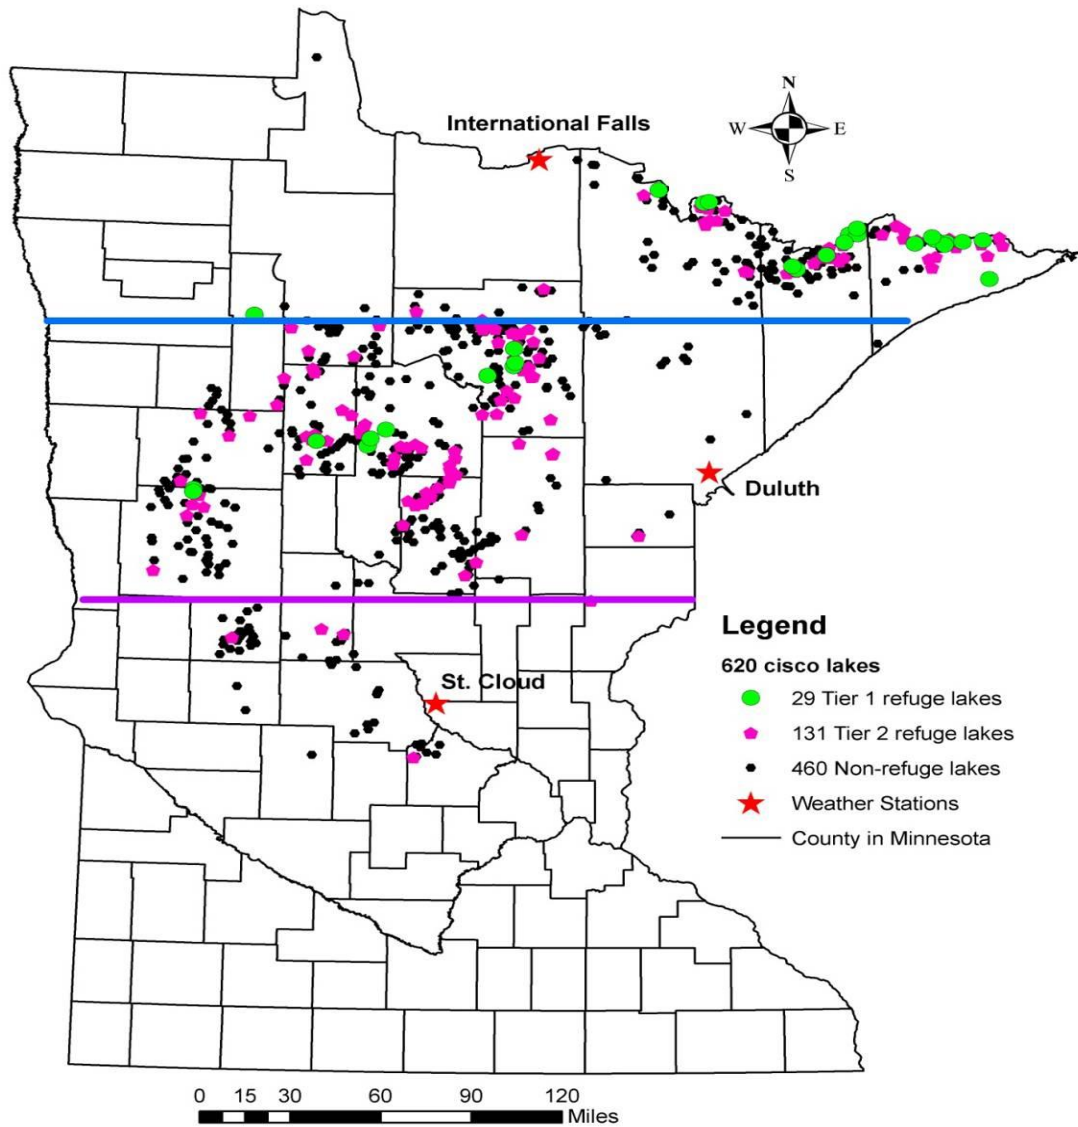 N
W E
S
International Falls
Duluth
St. Cloud
Legend
620 cisco lakes
29 Tier 1 refuge lakes
131 Tier 2 refuge lakes
460 Non-refuge lakes
Weather Stations
County in Minnesota
0 15 30 60 90 120
Miles